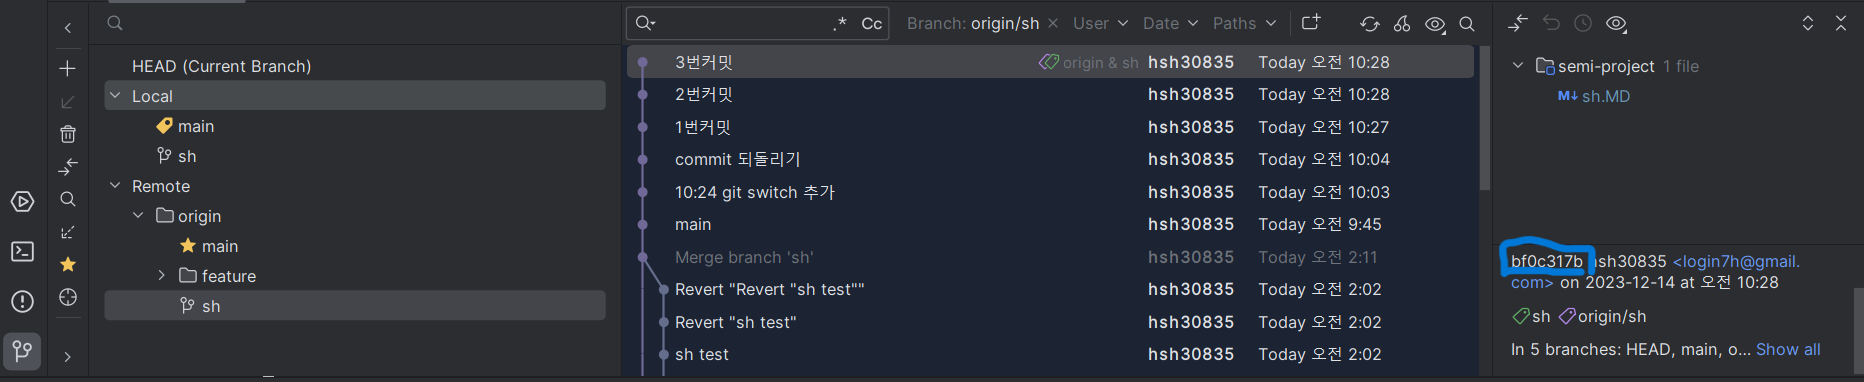 .* Cc Branch: origin/sh × User Date Paths
HEAD (Current Branch)
Local
main
sh
Remote
origin
main
feature
sh
3번커밋 origin & sh hsh30835 Today 오전 10:28
2번커밋 hsh30835 Today 오전 10:28
1번커밋 hsh30835 Today 오전 10:27
commit 되돌리기 hsh30835 Today 오전 10:04
10:24 git switch 추가 hsh30835 Today 오전 10:03
main hsh30835 Today 오전 9:45
Merge branch 'sh' hsh30835 Today 오전 2:11
Revert "Revert "sh test"" hsh30835 Today 오전 2:02
Revert "sh test" hsh30835 Today 오전 2:02
sh test hsh30835 Today 오전 2:02
semi-project 1 file
M↓ sh.MD
bf0c317b hsh30835 <login7h@gmail.
com> on 2023-12-14 at 오전 10:28
sh origin/sh
In 5 branches: HEAD, main, o... Show all